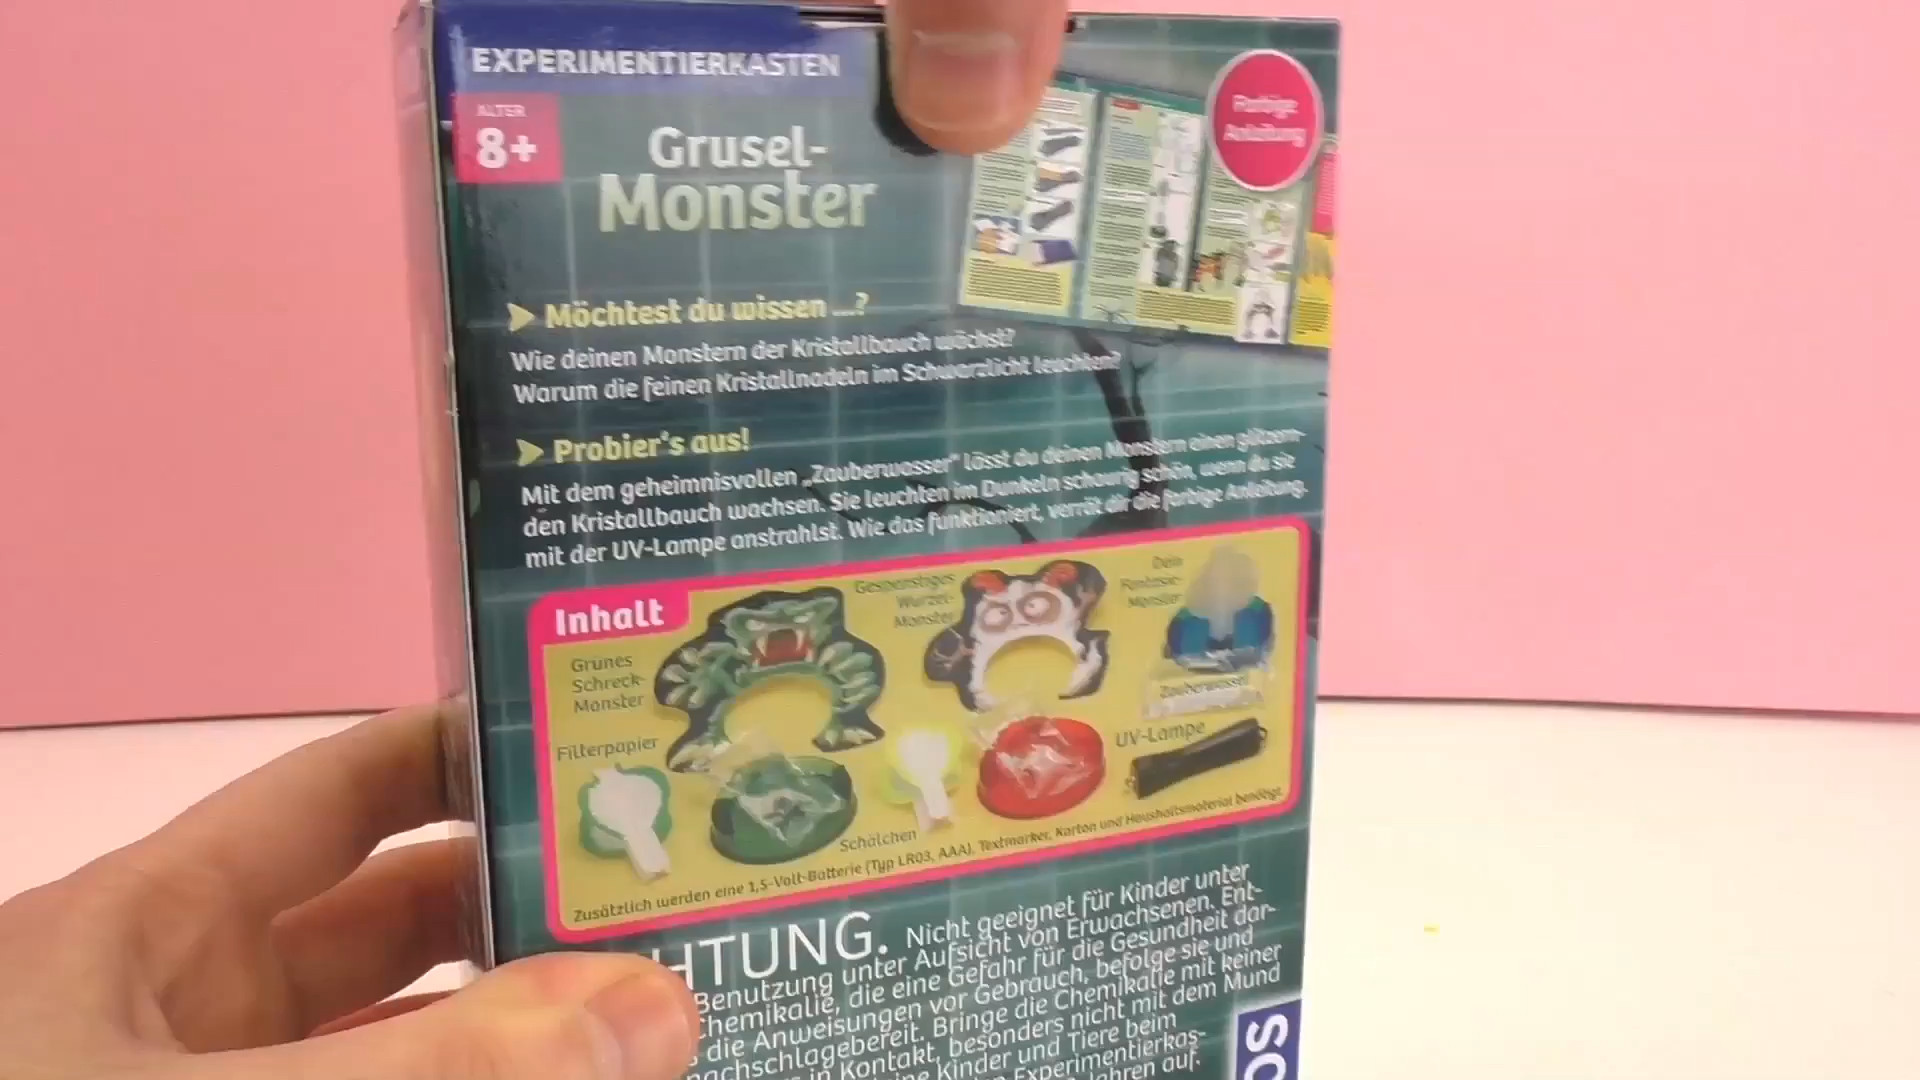 EXPERIMENTIERKASTEN
ALTER
8+
Grusel-
Monster
Farbige
Anleitung
Möchtest du wissen ...?
Wie deinen Monstern der Kristallbauch wächst?
Warum die feinen Kristallnadeln im Schwarzlicht leuchten?
Probier's aus!
Mit dem geheimnisvollen „Zauberwasser" lässt du deinen Monstern einen glitzern-
den Kristallbauch wachsen. Sie leuchten im Dunkeln schaurig schön, wenn du sie
mit der UV-Lampe anstrahlst. Wie das funktioniert, verrät dir die farbige Anleitung.
Inhalt
Grünes
Schreck-
Monster
Gespenstiges
Wurzel-
Monster
Dein
Fantasie-
Monster
Zauberwasser
Filterpapier
Schälchen
UV-Lampe
Zusätzlich werden eine 1,5-Volt-Batterie (Typ LR03, AAA), Textmarker, Karton und Haushaltsmaterial benötigt.
HTUNG. Nicht geeignet für Kinder unter
Benutzung unter Aufsicht von Erwachsenen. Ent-
Chemikalie, die eine Gefahr für die Gesundheit dar-
die Anweisungen vor Gebrauch, befolge sie und
nachschlagebereit. Bringe die Chemikalie mit keiner
in Kontakt, besonders nicht mit dem Mund
Kinder und Tiere beim
Experimentierkas-
Jahren auf.
OS